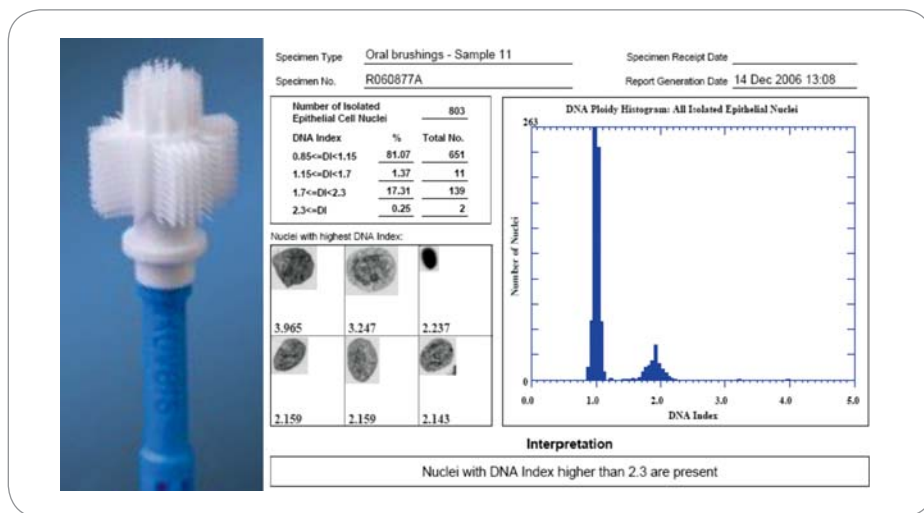 Specimen Type Oral brushings - Sample 11 Specimen Receipt Date
Specimen No. R060877A Report Generation Date 14 Dec 2006 13:08
Number of Isolated
Epithelial Cell Nuclei 803
DNA Index % Total No.
0.85<=DI<1.15 81.07 651
1.15<=DI<1.7 1.37 11
1.7<=DI<2.3 17.31 139
2.3<=DI 0.25 2
Nuclei with highest DNA Index:
3.965 3.247 2.237
2.159 2.159 2.143
DNA Ploidy Histogram: All Isolated Epithelial Nuclei
263
Number of Nuclei
0
0.0 1.0 2.0 3.0 4.0 5.0
DNA Index
Interpretation
Nuclei with DNA Index higher than 2.3 are present